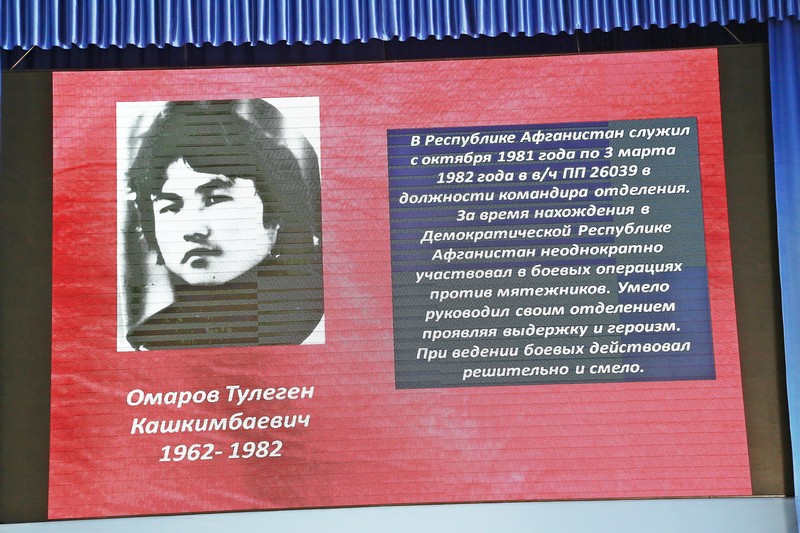 В Республике Афганистан служил
с октября 1981 года по 3 марта
1982 года в в/ч ПП 26039 в
должности командира отделения.
За время нахождения в
Демократической Республике
Афганистан неоднократно
участвовал в боевых операциях
против мятежников. Умело
руководил своим отделением
проявляя выдержку и героизм.
При ведении боевых действовал
решительно и смело.
Омаров Тулеген
Кашкимбаевич
1962- 1982